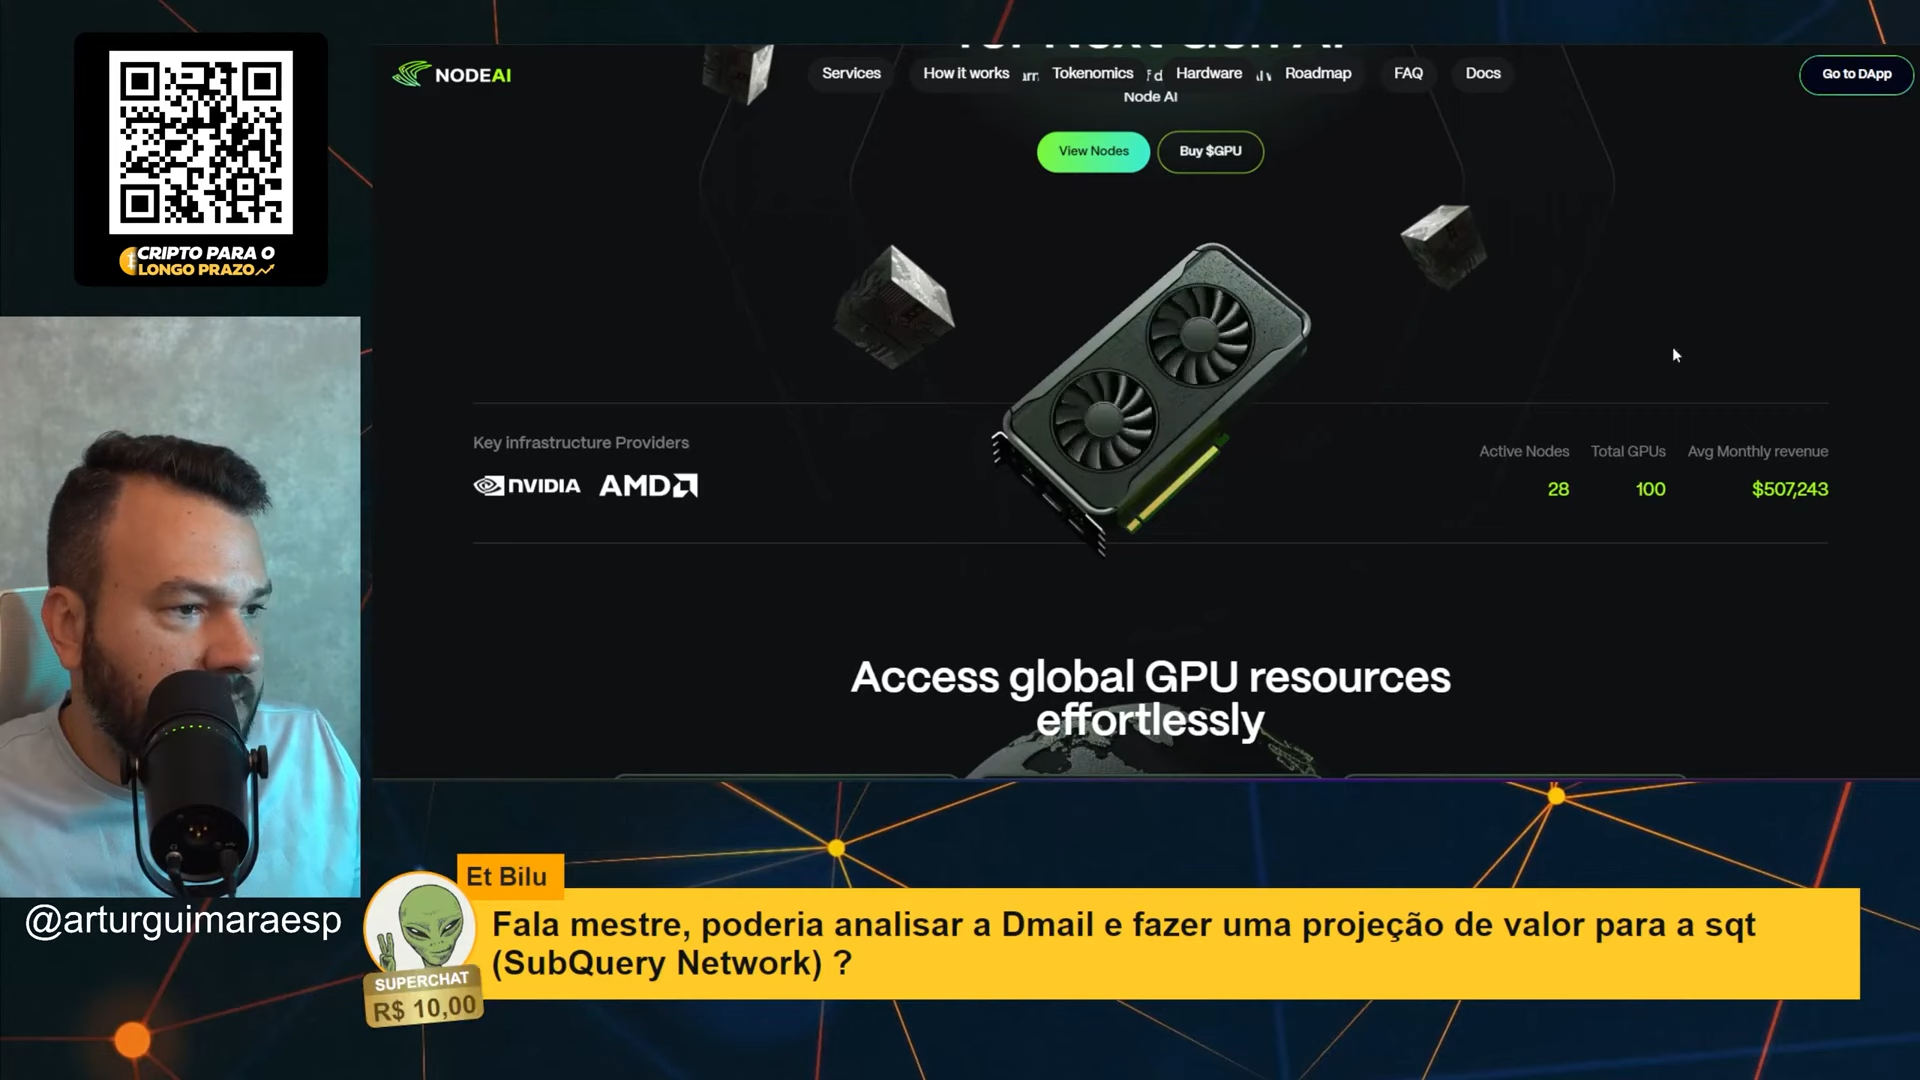 CRIPTO PARA O
LONGO PRAZO
NODEAI
Services
How it works
Tokenomics
Hardware
Roadmap
FAQ
Docs
Go to DApp
Node AI
View Nodes
Buy $GPU
Key infrastructure Providers
NVIDIA AMD
Active Nodes Total GPUs Avg Monthly revenue
28 100 $507,243
Access global GPU resources
effortlessly
@arturguimaraesp
Et Bilu
Fala mestre, poderia analisar a Dmail e fazer uma projeção de valor para a sqt
(SubQuery Network) ?
SUPERCHAT
R$ 10,00